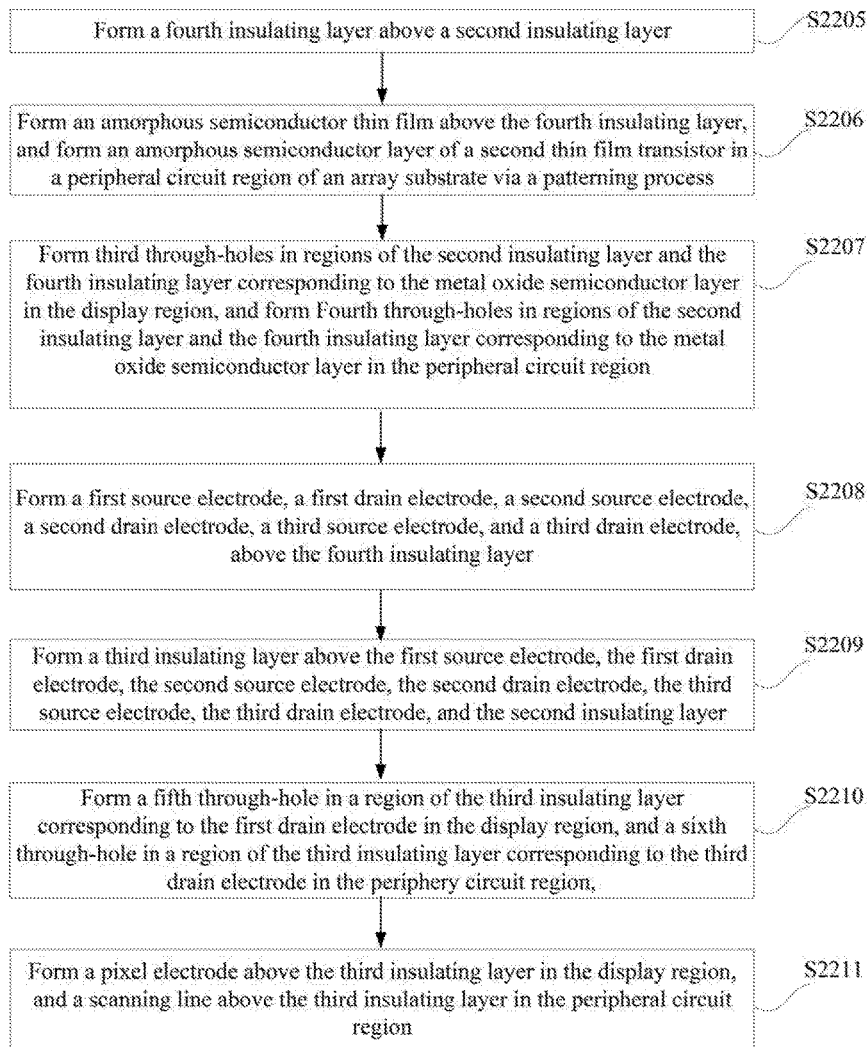 Form a fourth insulating layer above a second insulating layer
S2205
Form an amorphous semiconductor thin film above the fourth insulating layer,
and form an amorphous semiconductor layer of a second thin film transistor in
a peripheral circuit region of an array substrate via a patterning process
S2206
Form third through-holes in regions of the second insulating layer and the
fourth insulating layer corresponding to the metal oxide semiconductor layer
in the display region, and form Fourth through-holes in regions of the second
insulating layer and the fourth insulating layer corresponding to the metal
oxide semiconductor layer in the peripheral circuit region
S2207
Form a first source electrode, a first drain electrode, a second source electrode,
a second drain electrode, a third source electrode, and a third drain electrode,
above the fourth insulating layer
S2208
Form a third insulating layer above the first source electrode, the first drain
electrode, the second source electrode, the second drain electrode, the third
source electrode, the third drain electrode, and the second insulating layer
S2209
Form a fifth through-hole in a region of the third insulating layer
corresponding to the first drain electrode in the display region, and a sixth
through-hole in a region of the third insulating layer corresponding to the third
drain electrode in the periphery circuit region,
S2210
Form a pixel electrode above the third insulating layer in the display region,
and a scanning line above the third insulating layer in the peripheral circuit
region
S2211